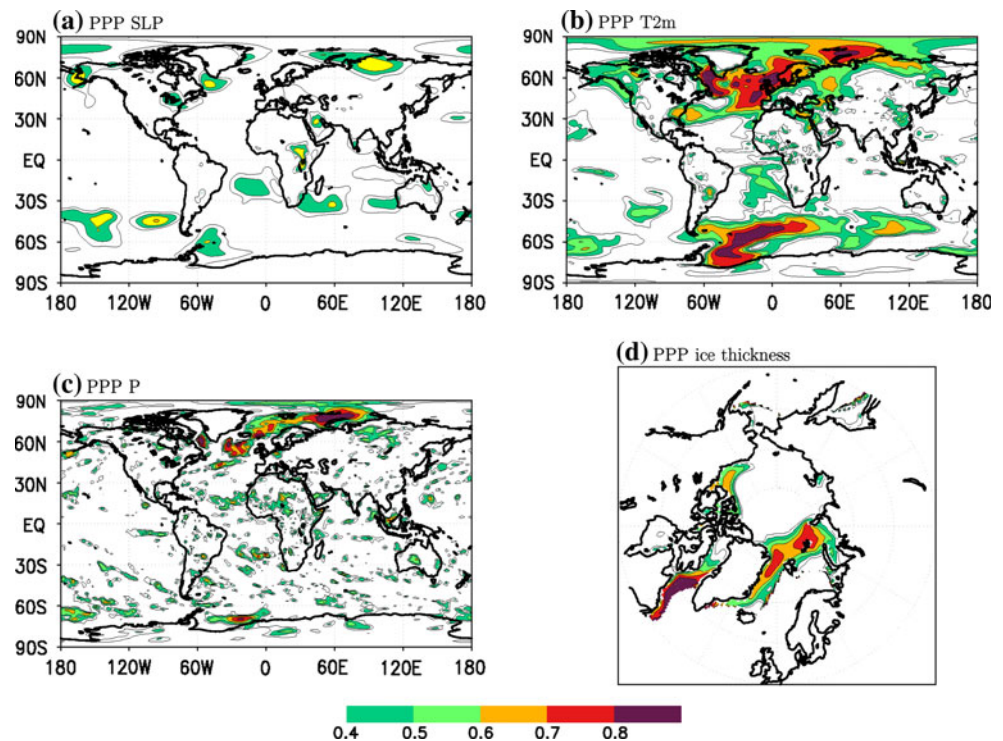 (a) PPP SLP
90N
60N
30N
EQ
30S
60S
90S
180 120W 60W 0 60E 120E 180
(b) PPP T2m
90N
60N
30N
EQ
30S
60S
90S
180 120W 60W 0 60E 120E 180
(c) PPP P
90N
60N
30N
EQ
30S
60S
90S
180 120W 60W 0 60E 120E 180
(d) PPP ice thickness
0.4 0.5 0.6 0.7 0.8